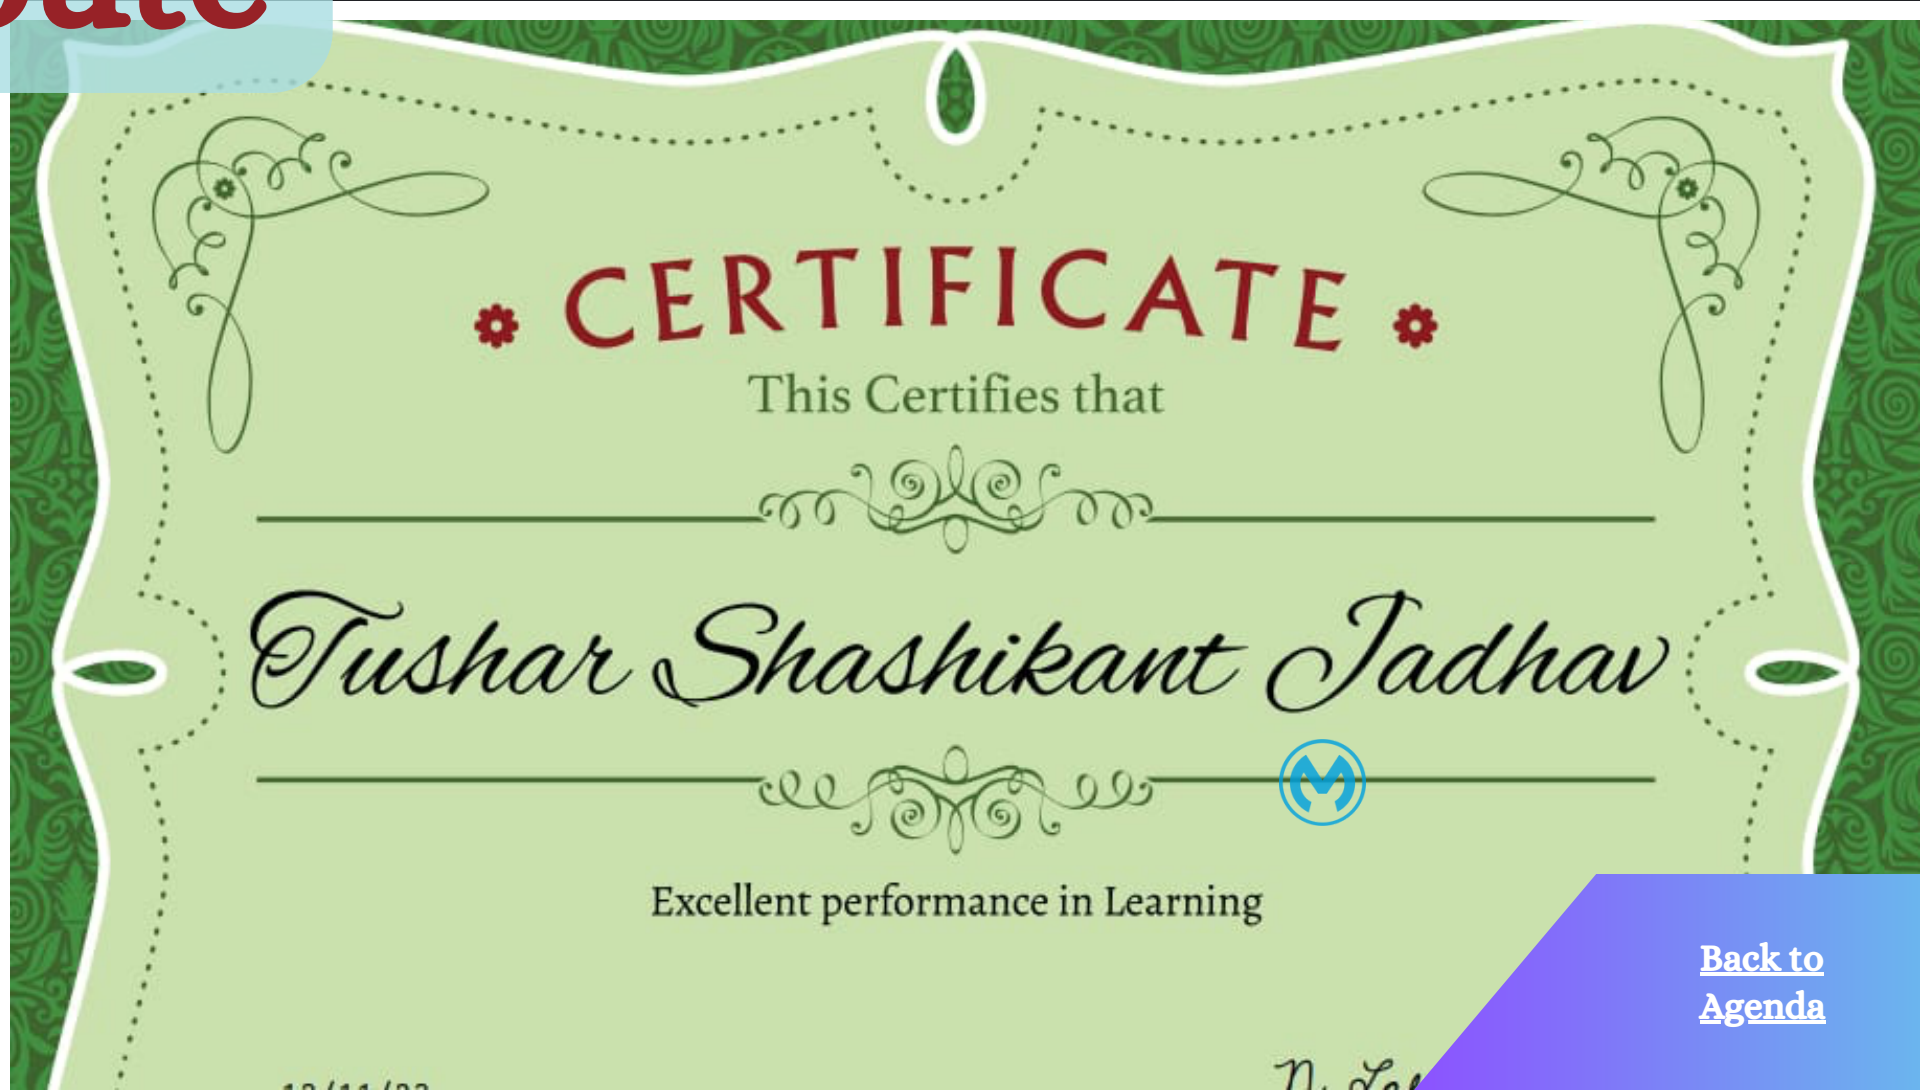 CERTIFICATE
This Certifies that
Tushar Shashikant Jadhav
Excellent performance in Learning
Back to
Agenda